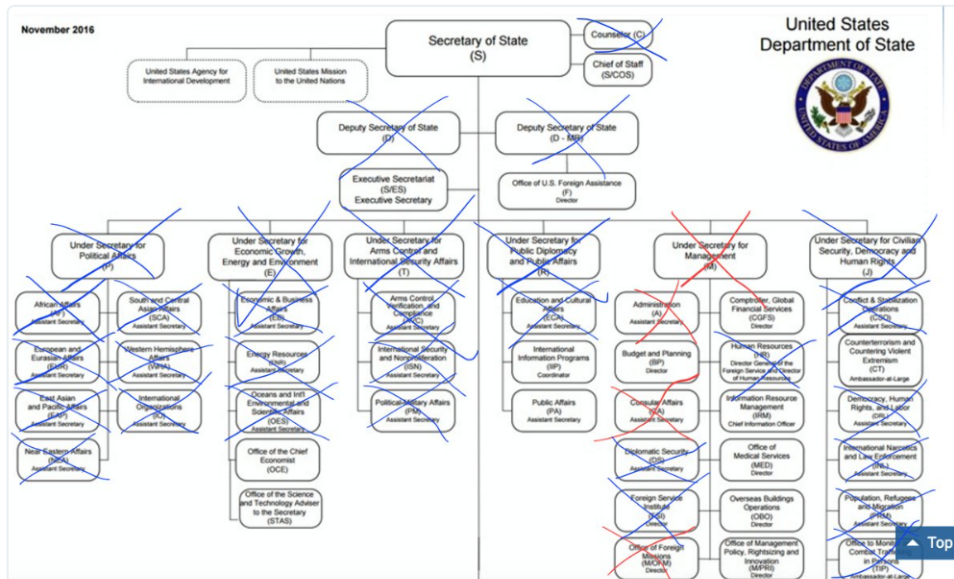 November 2016
United States
Department of State
Secretary of State
(S)
Counselor (C)
Chief of Staff
(S/COS)
United States Agency for
International Development
United States Mission
to the United Nations
DEPARTMENT OF STATE
UNITED STATES OF AMERICA
Deputy Secretary of State
(D)
Deputy Secretary of State
(D - MR)
Executive Secretariat
(S/ES)
Executive Secretary
Office of U.S. Foreign Assistance
(F)
Director
Under Secretary for
Political Affairs
(P)
Under Secretary for
Economic Growth,
Energy and Environment
(E)
Under Secretary for
Arms Control and
International Security Affairs
(T)
Under Secretary for
Public Diplomacy
and Public Affairs
(R)
Under Secretary for
Management
(M)
Under Secretary for Civilian
Security, Democracy and
Human Rights
(J)
African Affairs
(AF)
Assistant Secretary
European and
Eurasian Affairs
(EUR)
Assistant Secretary
East Asian
and Pacific Affairs
(EAP)
Assistant Secretary
Near Eastern Affairs
(NEA)
Assistant Secretary
South and Central
Asian Affairs
(SCA)
Assistant Secretary
Western Hemisphere
Affairs
(WHA)
Assistant Secretary
International
Organizations
(IO)
Assistant Secretary
Economic & Business
Affairs
(EB)
Assistant Secretary
Energy Resources
(ENR)
Assistant Secretary
Oceans and Int'l
Environmental and
Scientific Affairs
(OES)
Assistant Secretary
Office of the Chief
Economist
(OCE)
Office of the Science
and Technology Adviser
to the Secretary
(STAS)
Arms Control,
Verification, and
Compliance
(AVC)
Assistant Secretary
International Security
and Nonproliferation
(ISN)
Assistant Secretary
Political-Military Affairs
(PM)
Assistant Secretary
Education and Cultural
Affairs
(ECA)
Assistant Secretary
International
Information Programs
(IIP)
Coordinator
Public Affairs
(PA)
Assistant Secretary
Administration
(A)
Assistant Secretary
Budget and Planning
(BP)
Director
Consular Affairs
(CA)
Assistant Secretary
Diplomatic Security
(DS)
Assistant Secretary
Foreign Service
Institute
(FSI)
Director
Office of Foreign
Missions
(M/OFM)
Director
Comptroller, Global
Financial Services
(CGFS)
Director
Human Resources
(HR)
Director General of the
Foreign Service and Director
of Human Resources
Information Resource
Management
(IRM)
Chief Information Officer
Office of
Medical Services
(MED)
Director
Overseas Buildings
Operations
(OBO)
Director
Office of Management
Policy, Rightsizing and
Innovation
(M/PRI)
Director
Conflict & Stabilization
Operations
(CSO)
Assistant Secretary
Counterterrorism and
Countering Violent
Extremism
(CT)
Ambassador-at-Large
Democracy, Human
Rights, and Labor
(DRL)
Assistant Secretary
International Narcotics
and Law Enforcement
(INL)
Assistant Secretary
Population, Refugees
and Migration
(PRM)
Assistant Secretary
Office to Monitor
Combat Trafficking
in Persons
(TIP)
Ambassador-at-Large
Top